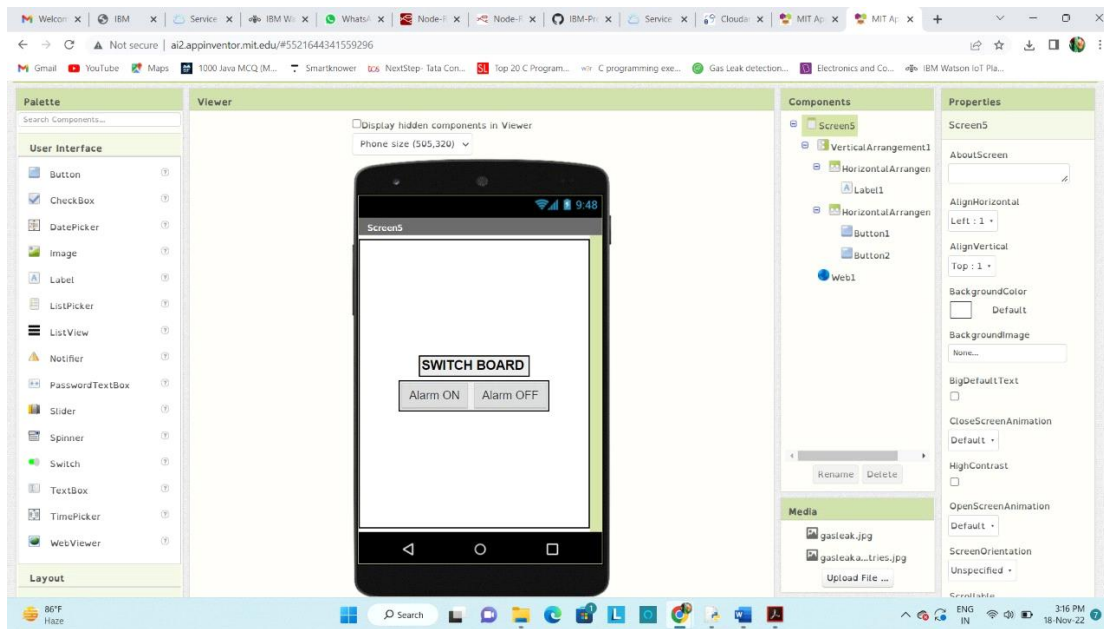 Welcon
IBM
Service
IBM Wa
WhatsA
Node-F
Node-F
IBM-Pr
Service
Cloudan
MIT Ap
MIT Ap
Not secure | ai2.appinventor.mit.edu/#5521644341559296
Gmail
YouTube
Maps
1000 Java MCQ (M...
Smartknower
NextStep- Tata Con...
Top 20 C Program...
C programming exe...
Gas Leak detection...
Electronics and Co...
IBM Watson IoT Pla...
Palette
Search Components...
User Interface
Button
CheckBox
DatePicker
Image
Label
ListPicker
ListView
Notifier
PasswordTextBox
Slider
Spinner
Switch
TextBox
TimePicker
WebViewer
Layout
Viewer
Display hidden components in Viewer
Phone size (505,320)
9:48
Screen5
SWITCH BOARD
Alarm ON
Alarm OFF
Components
Screen5
VerticalArrangement1
HorizontalArrangen
Label1
HorizontalArrangen
Button1
Button2
Web1
Rename
Delete
Media
gasleak.jpg
gasleaka...tries.jpg
Upload File ...
Properties
Screen5
AboutScreen
AlignHorizontal
Left : 1
AlignVertical
Top : 1
BackgroundColor
Default
BackgroundImage
None...
BigDefaultText
CloseScreenAnimation
Default
HighContrast
OpenScreenAnimation
Default
ScreenOrientation
Unspecified
Scrollable
86°F
Haze
Search
ENG
IN
3:16 PM
18-Nov-22